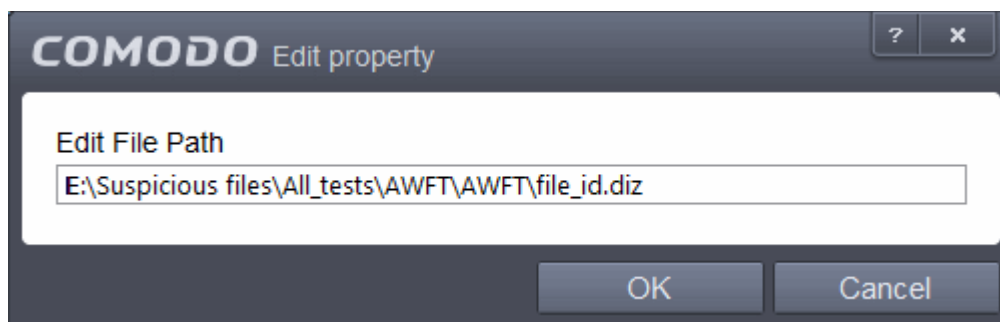 COMODO Edit property ? ×
Edit File Path
E:\Suspicious files\All_tests\AWFT\AWFT\file_id.diz
OK Cancel